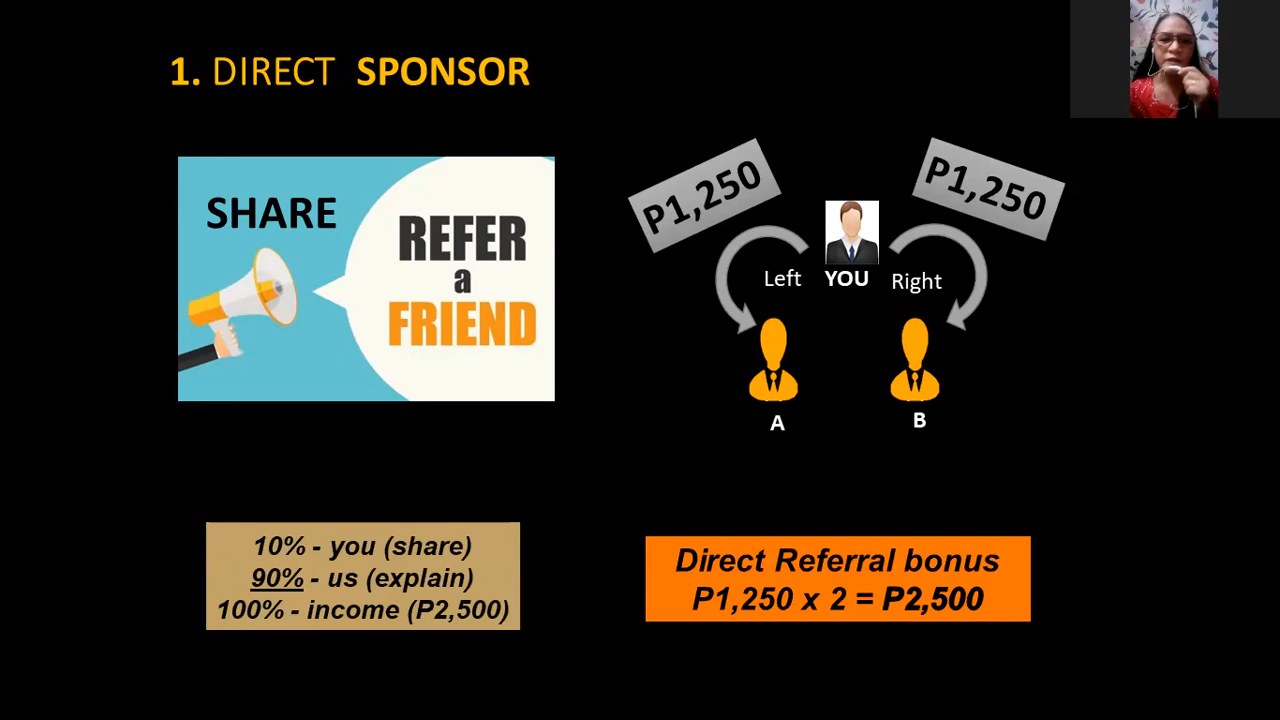 1. DIRECT SPONSOR
SHARE
REFER
a
FRIEND
P1,250
P1,250
Left
YOU
Right
A
B
10% - you (share)
90% - us (explain)
100% - income (P2,500)
Direct Referral bonus
P1,250 x 2 = P2,500